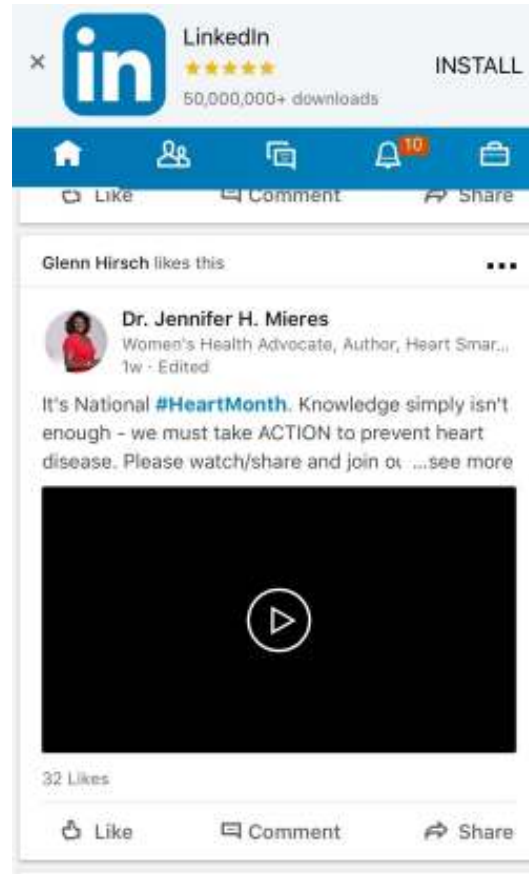 LinkedIn
in
INSTALL
50,000,000+ downloads
10
Like Comment Share
Glenn Hirsch likes this
Dr. Jennifer H. Mieres
Women's Health Advocate, Author, Heart Smar...
1w · Edited
It's National #HeartMonth. Knowledge simply isn't
enough - we must take ACTION to prevent heart
disease. Please watch/share and join ou ...see more
32 Likes
Like Comment Share